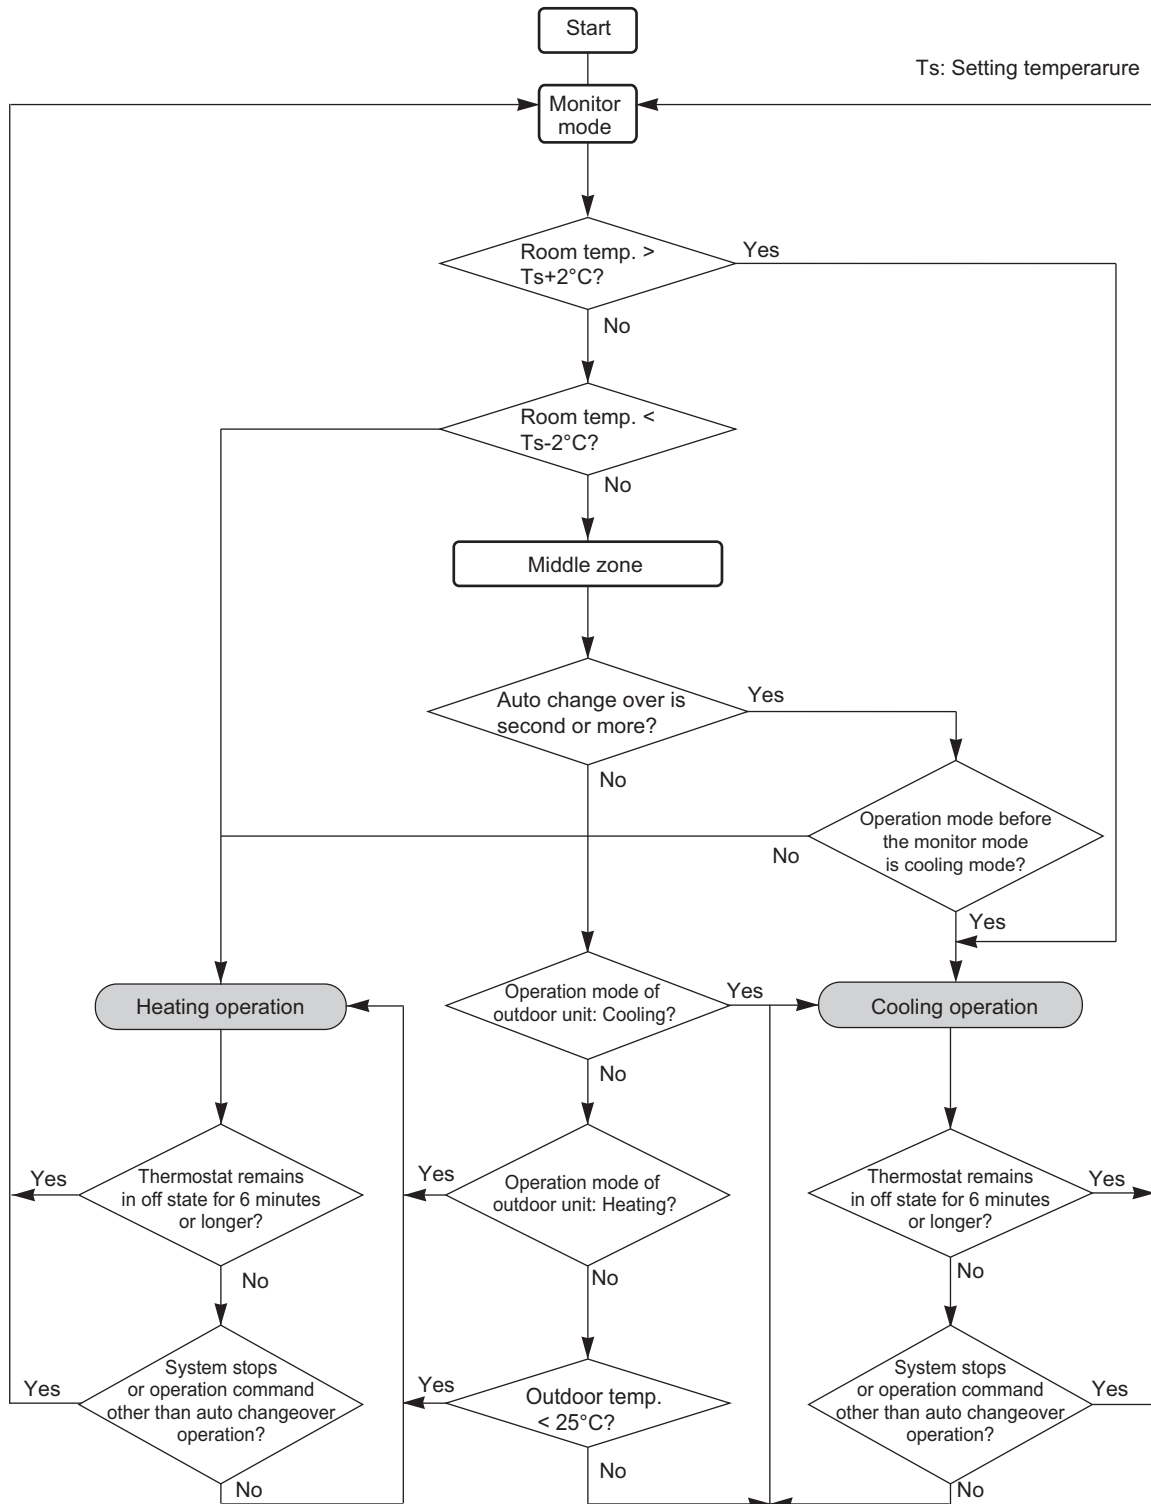 Start
Ts: Setting temperarure
Monitor
mode
Room temp. >
Ts+2°C?
Yes
No
Room temp. <
Ts-2°C?
No
Middle zone
Auto change over is
second or more?
Yes
No
Operation mode before
the monitor mode
is cooling mode?
No
Yes
Heating operation
Operation mode of
outdoor unit: Cooling?
Yes
Cooling operation
No
Thermostat remains
in off state for 6 minutes
or longer?
Yes
No
Operation mode of
outdoor unit: Heating?
Yes
No
Thermostat remains
in off state for 6 minutes
or longer?
Yes
No
System stops
or operation command
other than auto changeover
operation?
Yes
No
Outdoor temp.
< 25°C?
Yes
No
System stops
or operation command
other than auto changeover
operation?
Yes
No